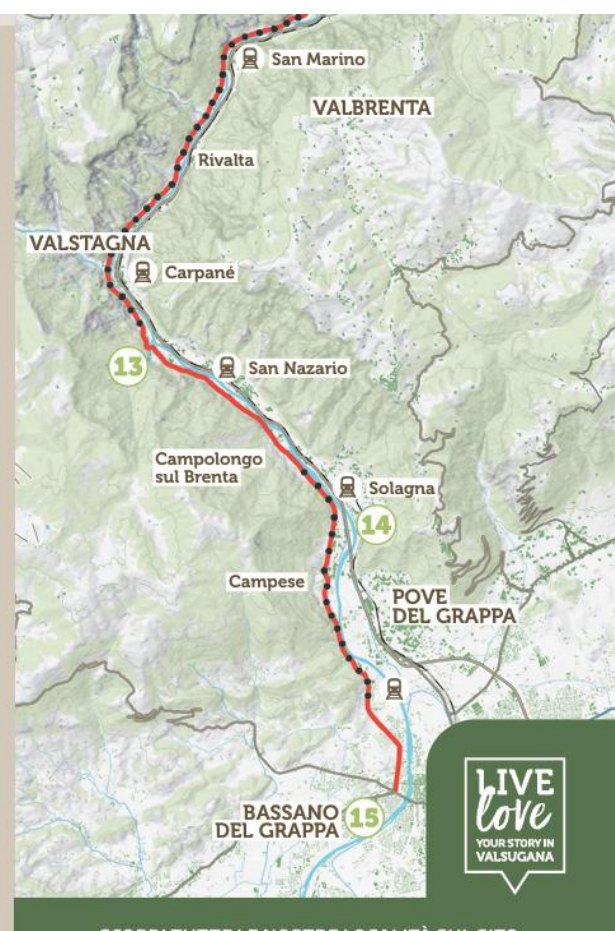 San Marino
VALBRENTA
Rivalta
VALSTAGNA
Carpané
13
San Nazario
Campolongo
sul Brenta
Solagna
14
Campese
POVE
DEL GRAPPA
BASSANO
DEL GRAPPA
15
LIVE
love
YOUR STORY IN
VALSUGANA